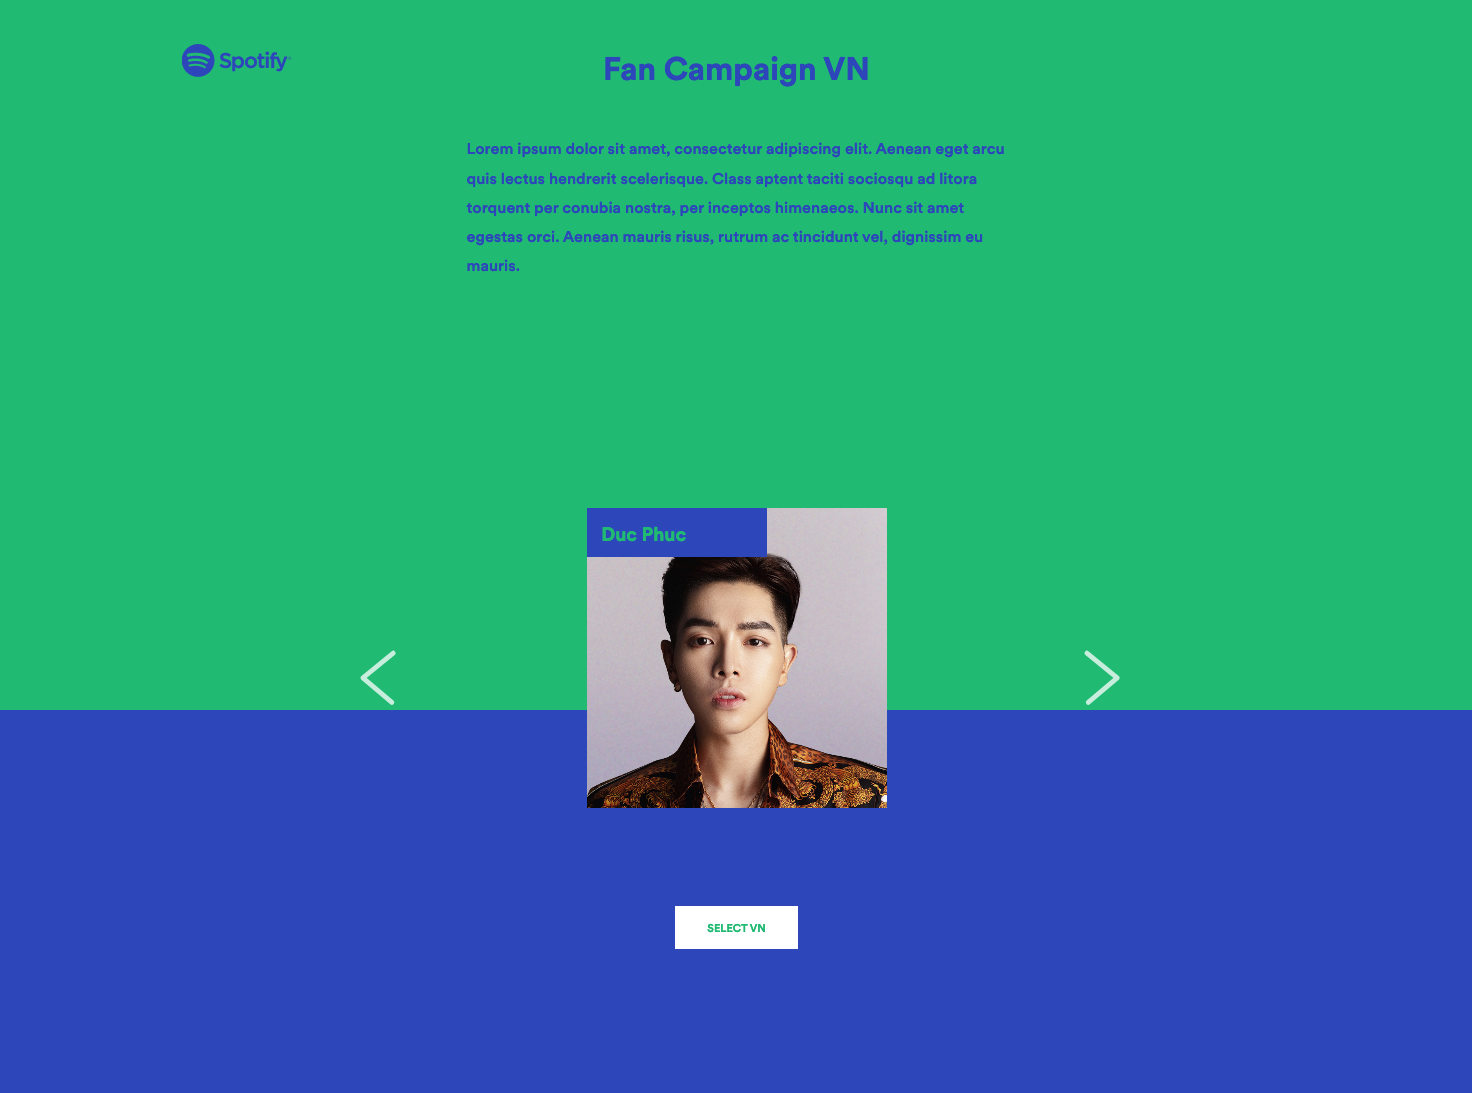 Spotify
Fan Campaign VN
Lorem ipsum dolor sit amet, consectetur adipiscing elit. Aenean eget arcu
quis lectus hendrerit scelerisque. Class aptent taciti sociosqu ad litora
torquent per conubia nostra, per inceptos himenaeos. Nunc sit amet
egestas orci. Aenean mauris risus, rutrum ac tincidunt vel, dignissim eu
mauris.
Duc Phuc
SELECT VN